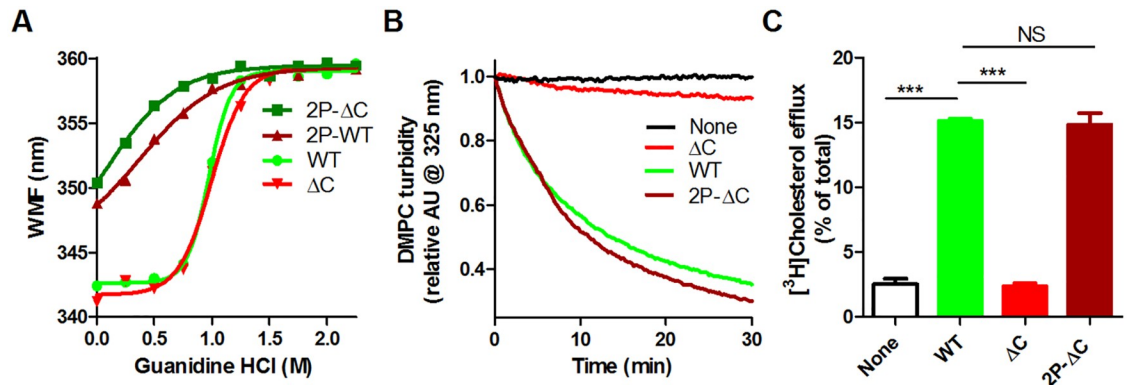 A
WMF (nm)
360
355
350
345
340
2P-ΔC
2P-WT
WT
ΔC
0.0 0.5 1.0 1.5 2.0
Guanidine HCl (M)
B
DMPC turbidity
(relative AU @ 325 nm)
1.0
0.8
0.6
0.4
None
ΔC
WT
2P-ΔC
0 10 20 30
Time (min)
C
[³H]Cholesterol efflux
(% of total)
20
15
10
5
0
NS
***
***
None WT ΔC 2P-ΔC